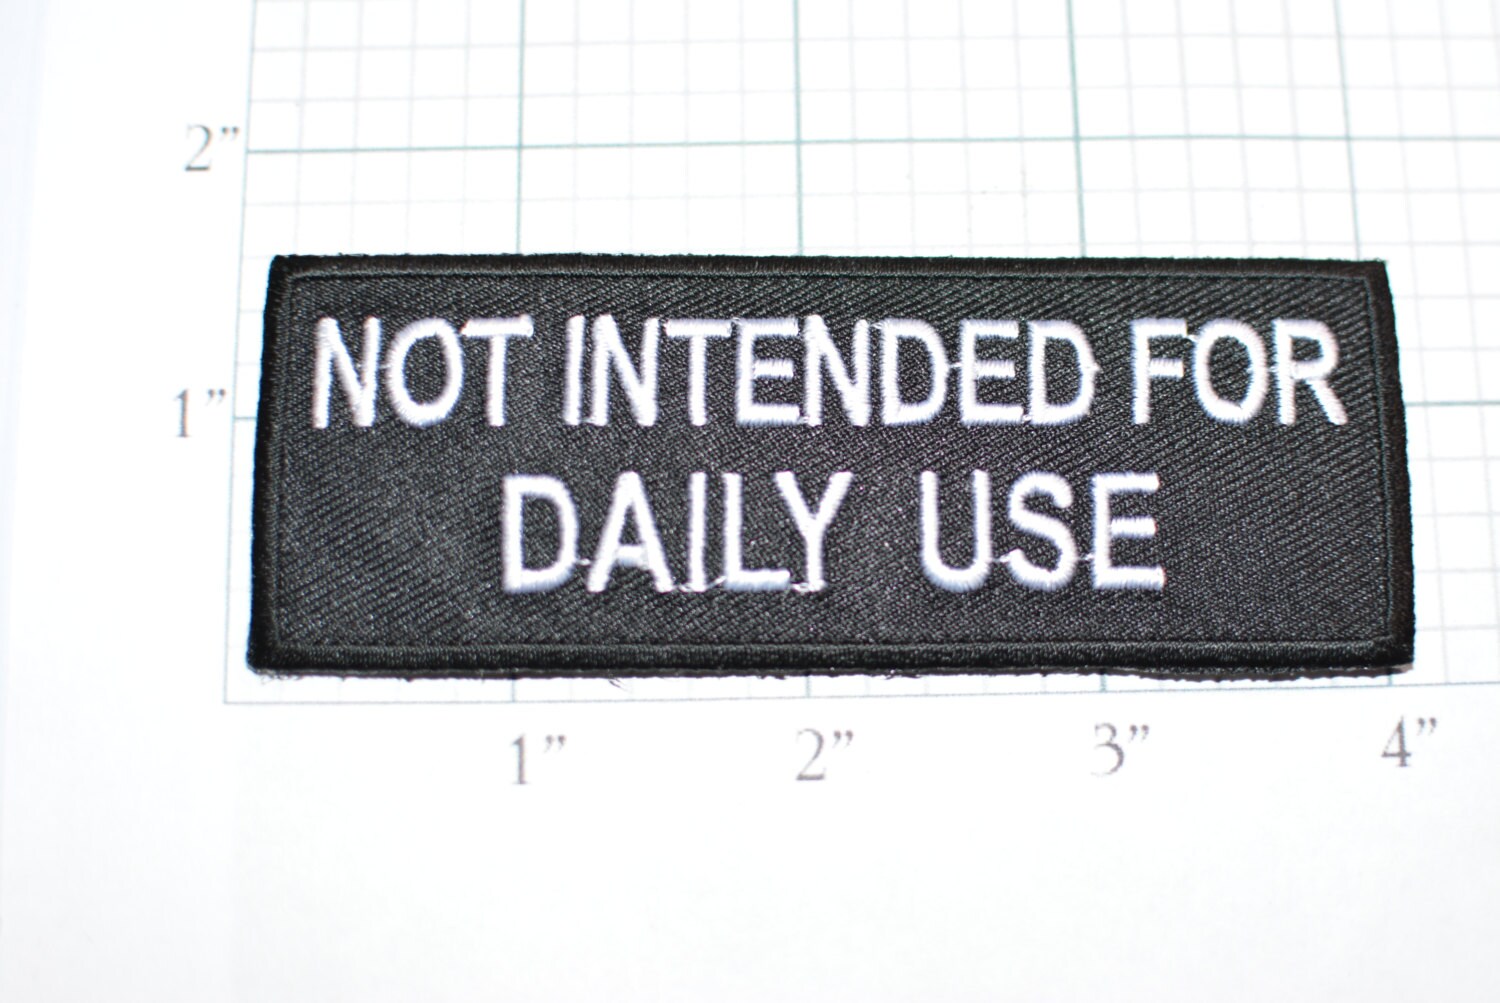 2”
1”
NOT INTENDED FOR
DAILY USE
1” 2” 3” 4”